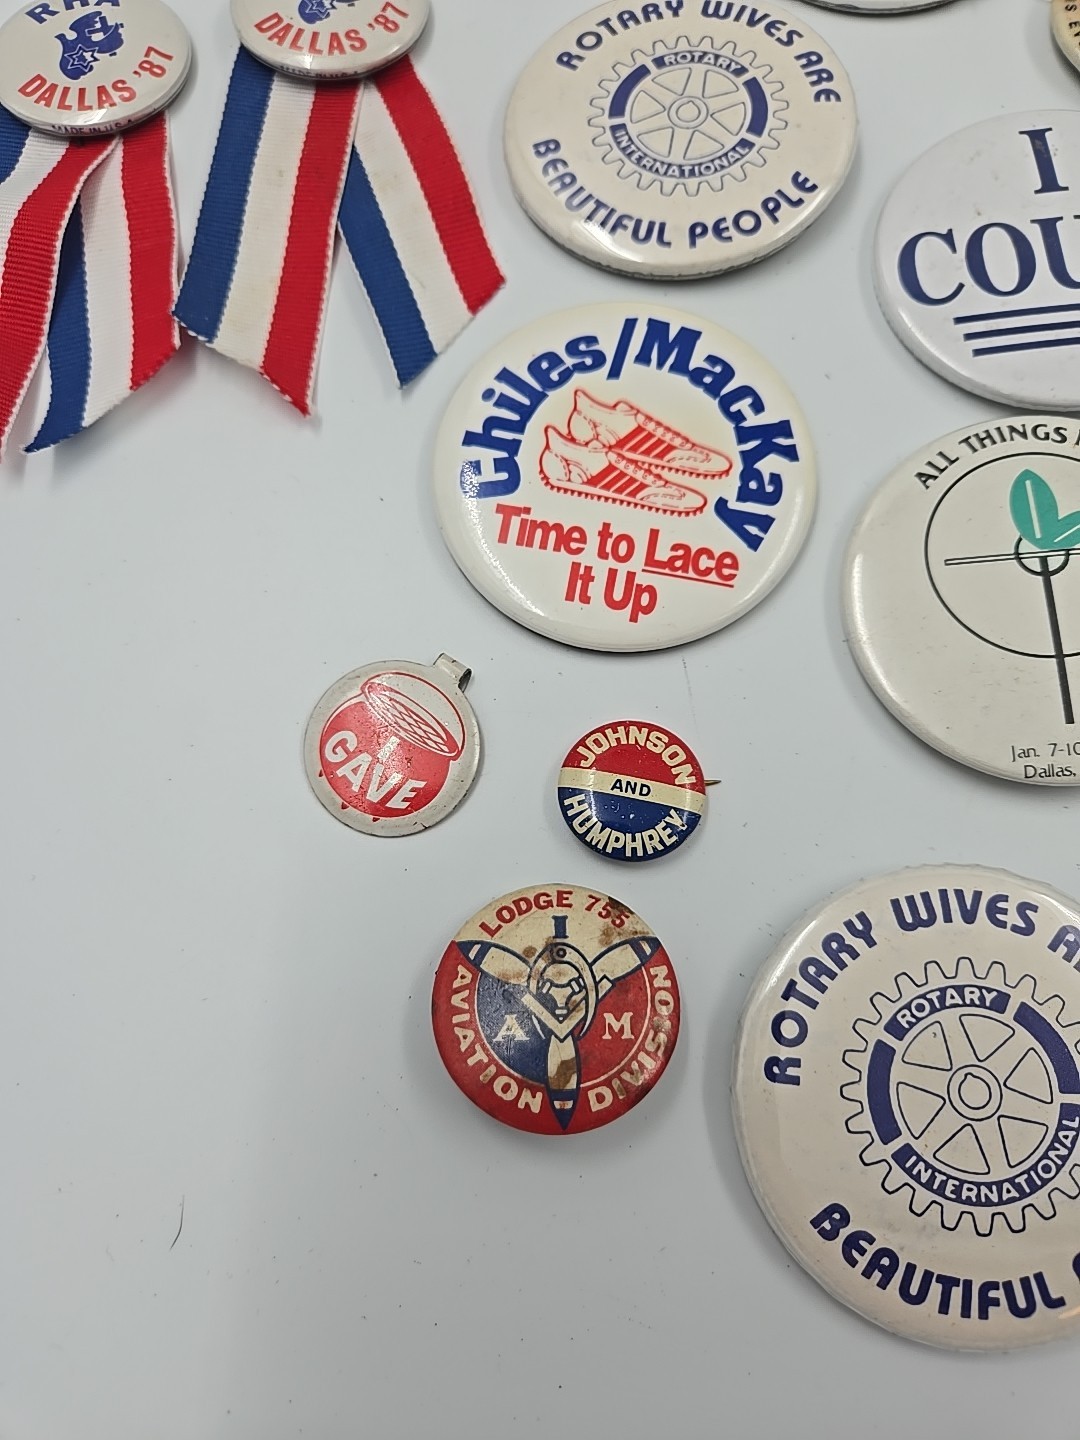 RHA
DALLAS '87
MADE IN U.S.A.
DALLAS '87
ROTARY WIVES ARE
ROTARY
INTERNATIONAL
BEAUTIFUL PEOPLE
I
COU
Chiles/MacKay
Time to Lace
It Up
ALL THINGS
Jan. 7-10
Dallas,
I
GAVE
JOHNSON
AND
HUMPHREY
LODGE 755
I
A M
AVIATION DIVISION
ROTARY WIVES A
ROTARY
INTERNATIONAL
BEAUTIFUL